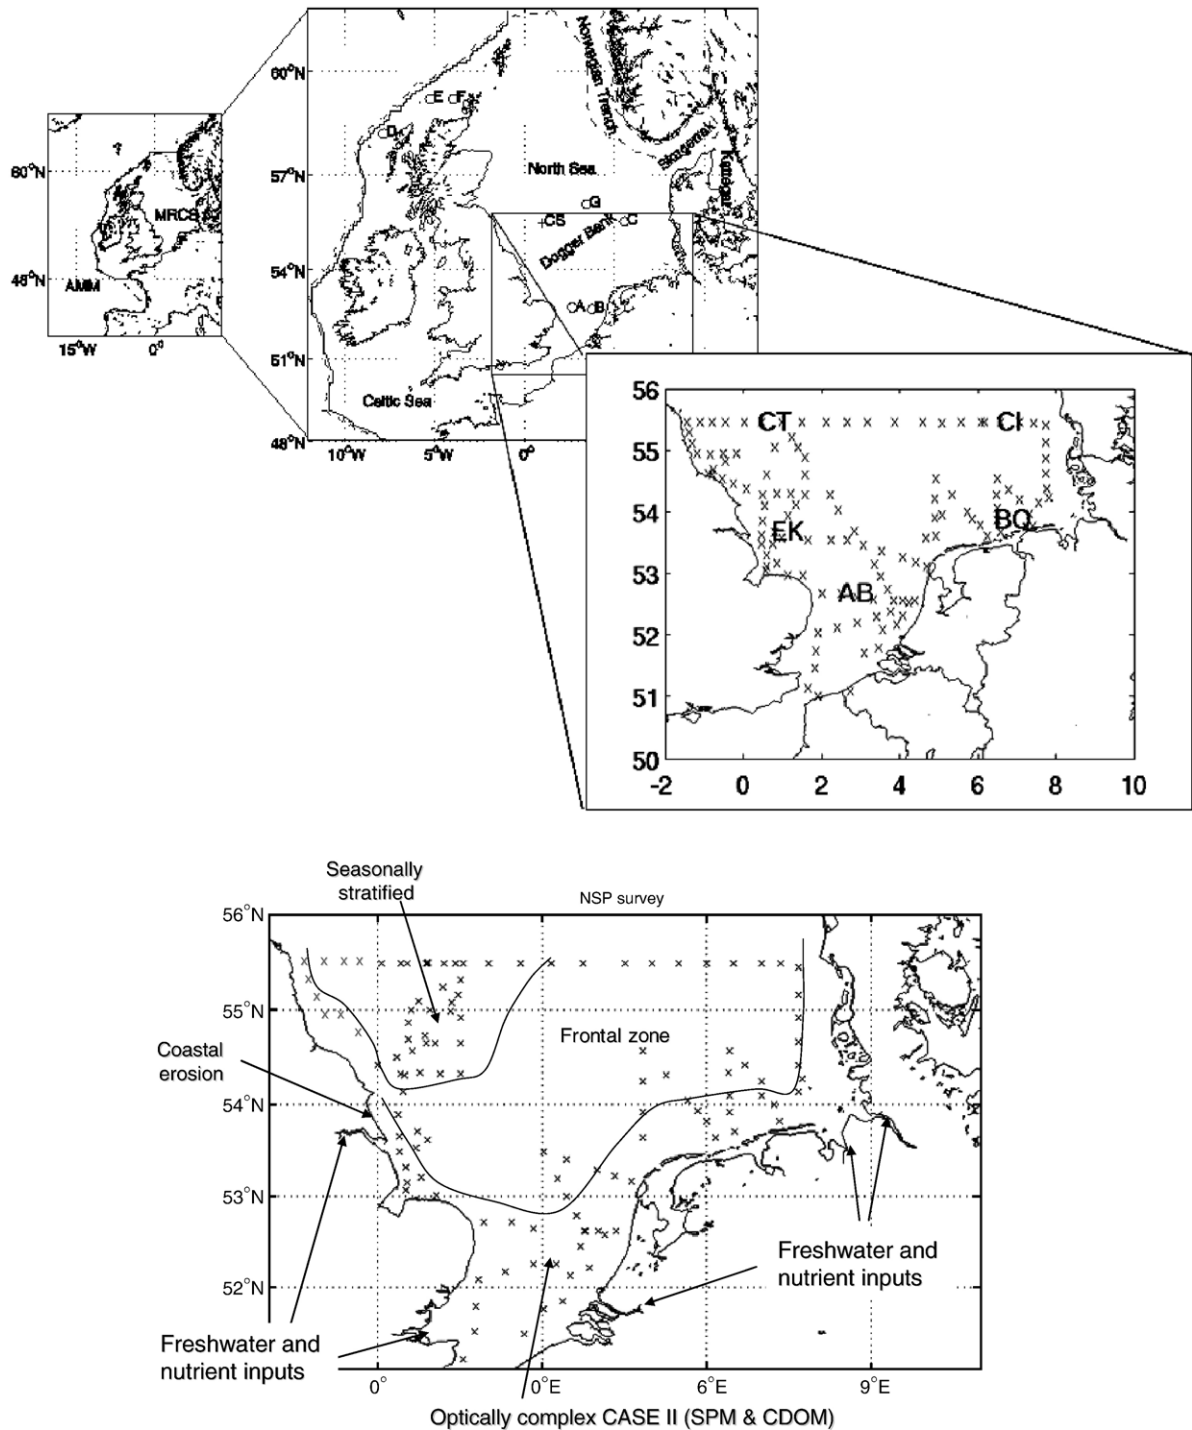 60°N
MRCS
48°N
AMM
15°W 0°
60°N
57°N
54°N
51°N
48°N
10°W 5°W 0°
Norwegian Trench
Skagerrak
Kattegat
North Sea
E F
D
G
CS C
Dogger Bank
A B
Celtic Sea
56
55
54
53
52
51
50
-2 0 2 4 6 8 10
CT CI
EK BO
AB
Seasonally
stratified
NSP survey
56°N
55°N
54°N
53°N
52°N
Coastal
erosion
Frontal zone
Freshwater and
nutrient inputs
Freshwater and
nutrient inputs
0° 0°E 6°E 9°E
Optically complex CASE II (SPM & CDOM)